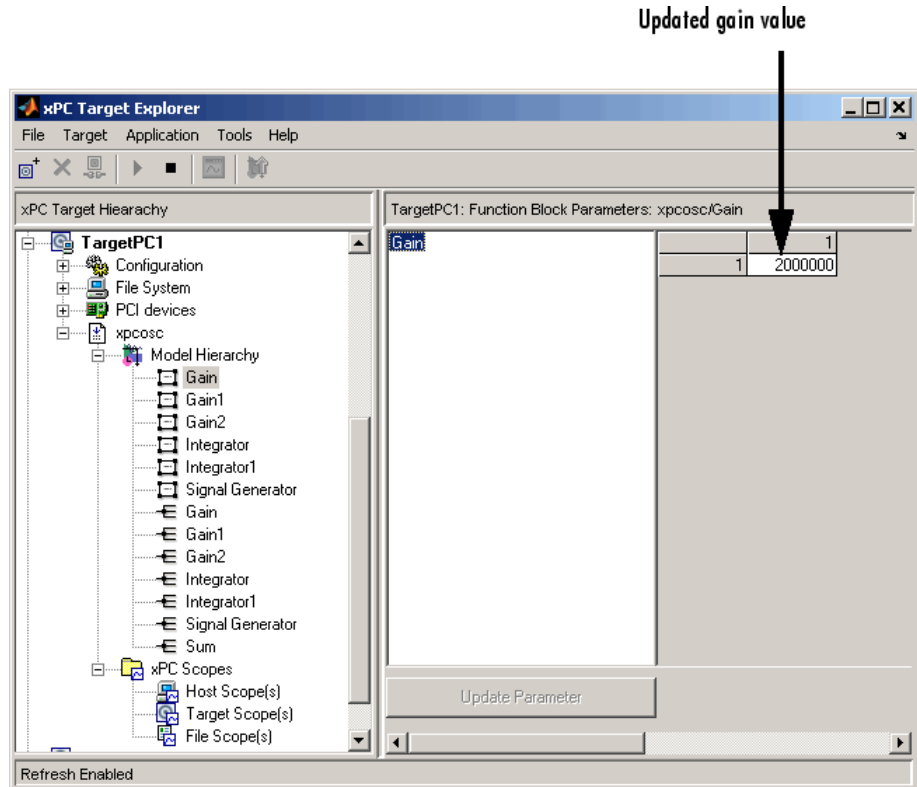 Updated gain value
xPC Target Explorer
File Target Application Tools Help
xPC Target Hiearachy
TargetPC1: Function Block Parameters: xpcosc/Gain
TargetPC1
Configuration
File System
PCI devices
xpcosc
Model Hierarchy
Gain
Gain1
Gain2
Integrator
Integrator1
Signal Generator
Gain
Gain1
Gain2
Integrator
Integrator1
Signal Generator
Sum
xPC Scopes
Host Scope(s)
Target Scope(s)
File Scope(s)
Gain
1
1 2000000
Update Parameter
Refresh Enabled